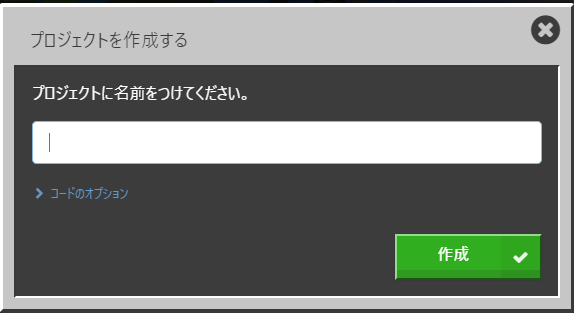 プロジェクトを作成する
プロジェクトに名前をつけてください。
コードのオプション
作成